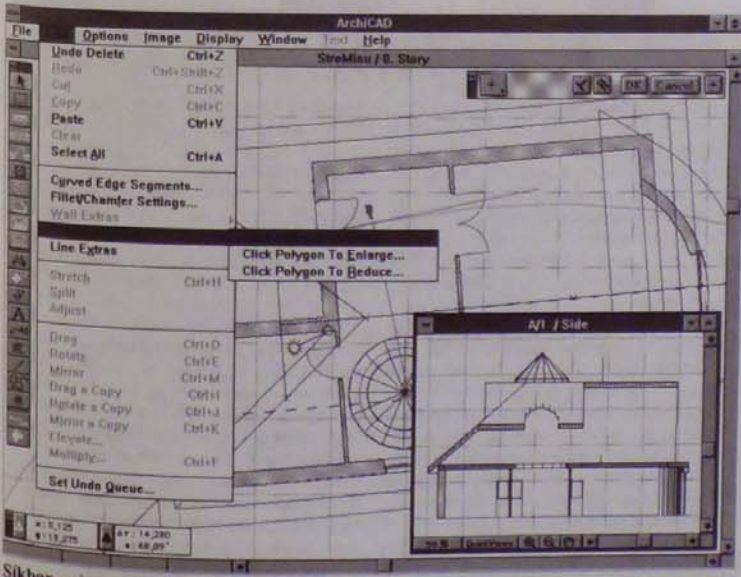 ArchiCAD
File Options Image Display Window Text Help
StreMisu / 0. Story
OK Cancel
Undo Delete Ctrl+Z
Redo Ctrl+Shift+Z
Cut Ctrl+X
Copy Ctrl+C
Paste Ctrl+V
Clear
Select All Ctrl+A
Curved Edge Segments...
Fillet/Chamfer Settings...
Wall Extras
Line Extras
Click Polygon To Enlarge...
Click Polygon To Reduce...
Stretch Ctrl+H
Split
Adjust
Drag Ctrl+D
Rotate Ctrl+E
Mirror Ctrl+M
Drag a Copy Ctrl+I
Rotate a Copy Ctrl+J
Mirror a Copy Ctrl+K
Elevate...
Multiply... Ctrl+F
Set Undo Queue...
A/1 / Side